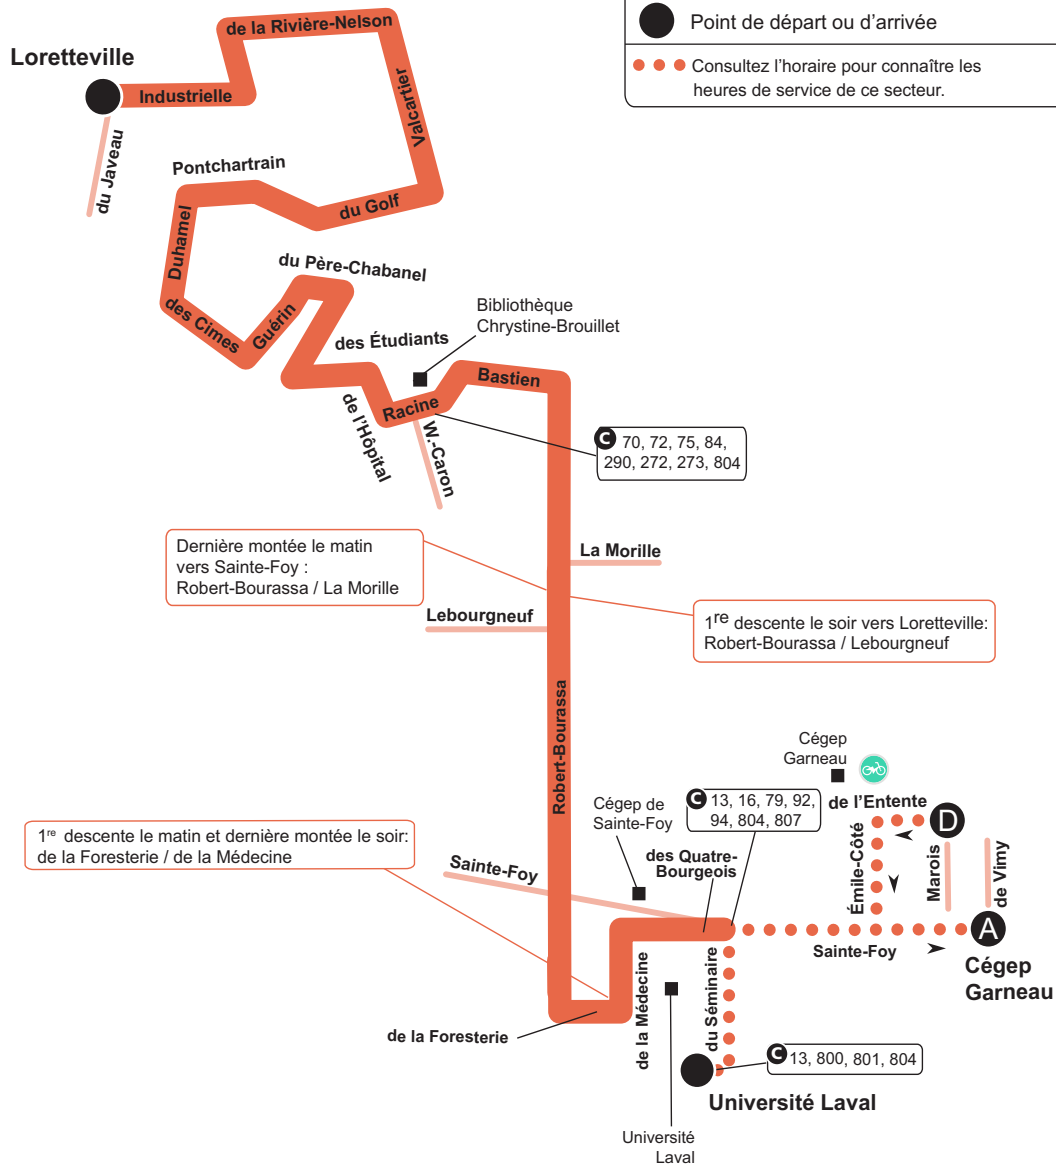 Point de départ ou d'arrivée
Consultez l'horaire pour connaître les
heures de service de ce secteur.
Loretteville
de la Rivière-Nelson
Industrielle
Valcartier
du Javeau
Pontchartrain
du Golf
Duhamel
du Père-Chabanel
des Cimes
Guérin
Bibliothèque
Chrystine-Brouillet
des Étudiants
Bastien
Racine
de l'Hôpital
W.-Caron
C 70, 72, 75, 84,
290, 272, 273, 804
Dernière montée le matin
vers Sainte-Foy :
Robert-Bourassa / La Morille
La Morille
Lebourgneuf
1re descente le soir vers Loretteville:
Robert-Bourassa / Lebourgneuf
Robert-Bourassa
Cégep
Garneau
de l'Entente
D
Cégep de
Sainte-Foy
C 13, 16, 79, 92,
94, 804, 807
1re descente le matin et dernière montée le soir:
de la Foresterie / de la Médecine
Sainte-Foy
des Quatre-
Bourgeois
Émile-Côté
Marois
de Vimy
A
Sainte-Foy
Cégep
Garneau
de la Foresterie
de la Médecine
du Séminaire
C 13, 800, 801, 804
Université Laval
Université
Laval